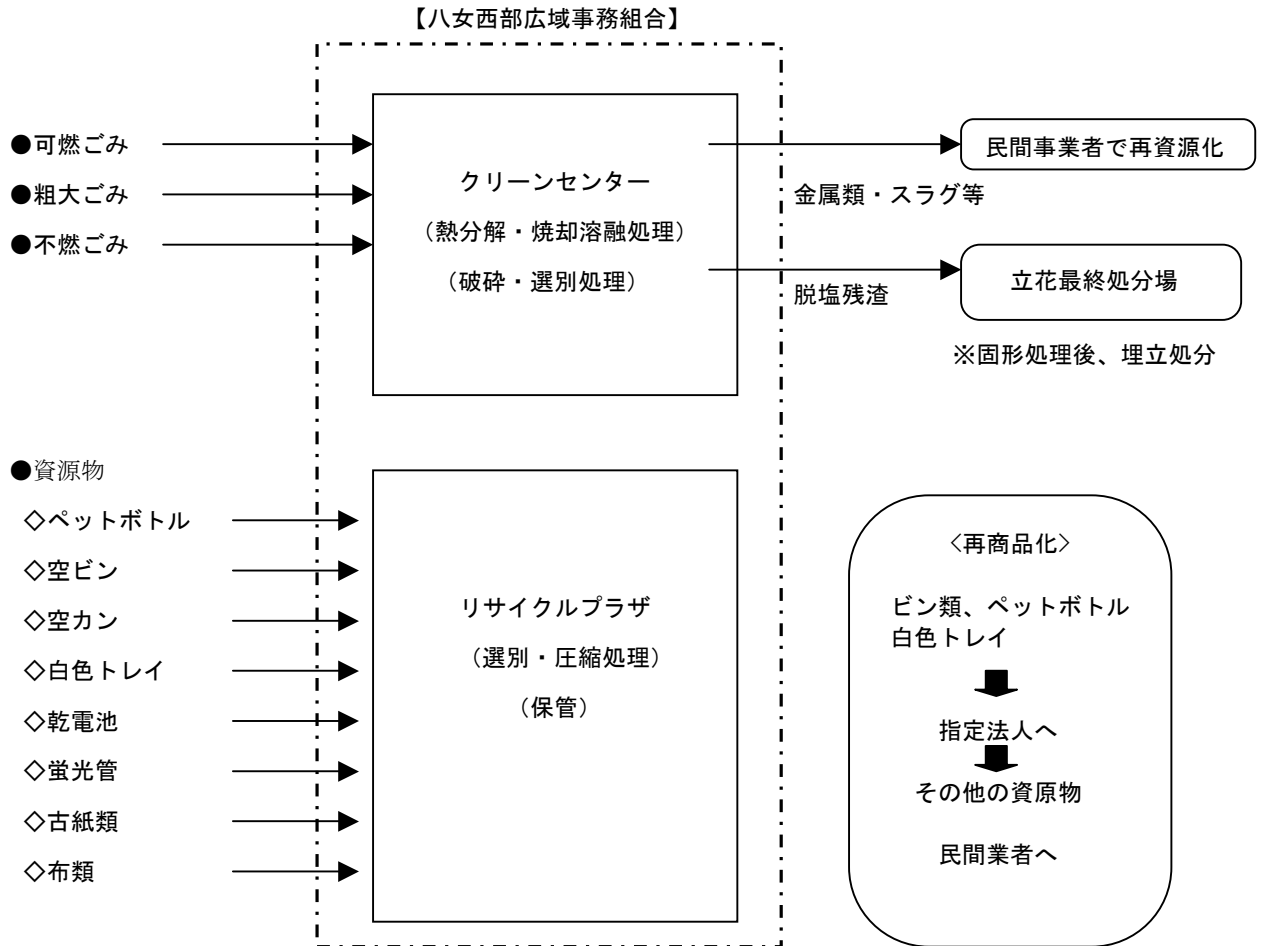 【八女西部広域事務組合】
●可燃ごみ
●粗大ごみ
●不燃ごみ
クリーンセンター
（熱分解・焼却溶融処理）
（破砕・選別処理）
民間事業者で再資源化
金属類・スラグ等
立花最終処分場
脱塩残渣
※固形処理後、埋立処分
●資源物
◇ペットボトル
◇空ビン
◇空カン
◇白色トレイ
◇乾電池
◇蛍光管
◇古紙類
◇布類
リサイクルプラザ
（選別・圧縮処理）
（保管）
〈再商品化〉
ビン類、ペットボトル
白色トレイ
指定法人へ
その他の資原物
民間業者へ